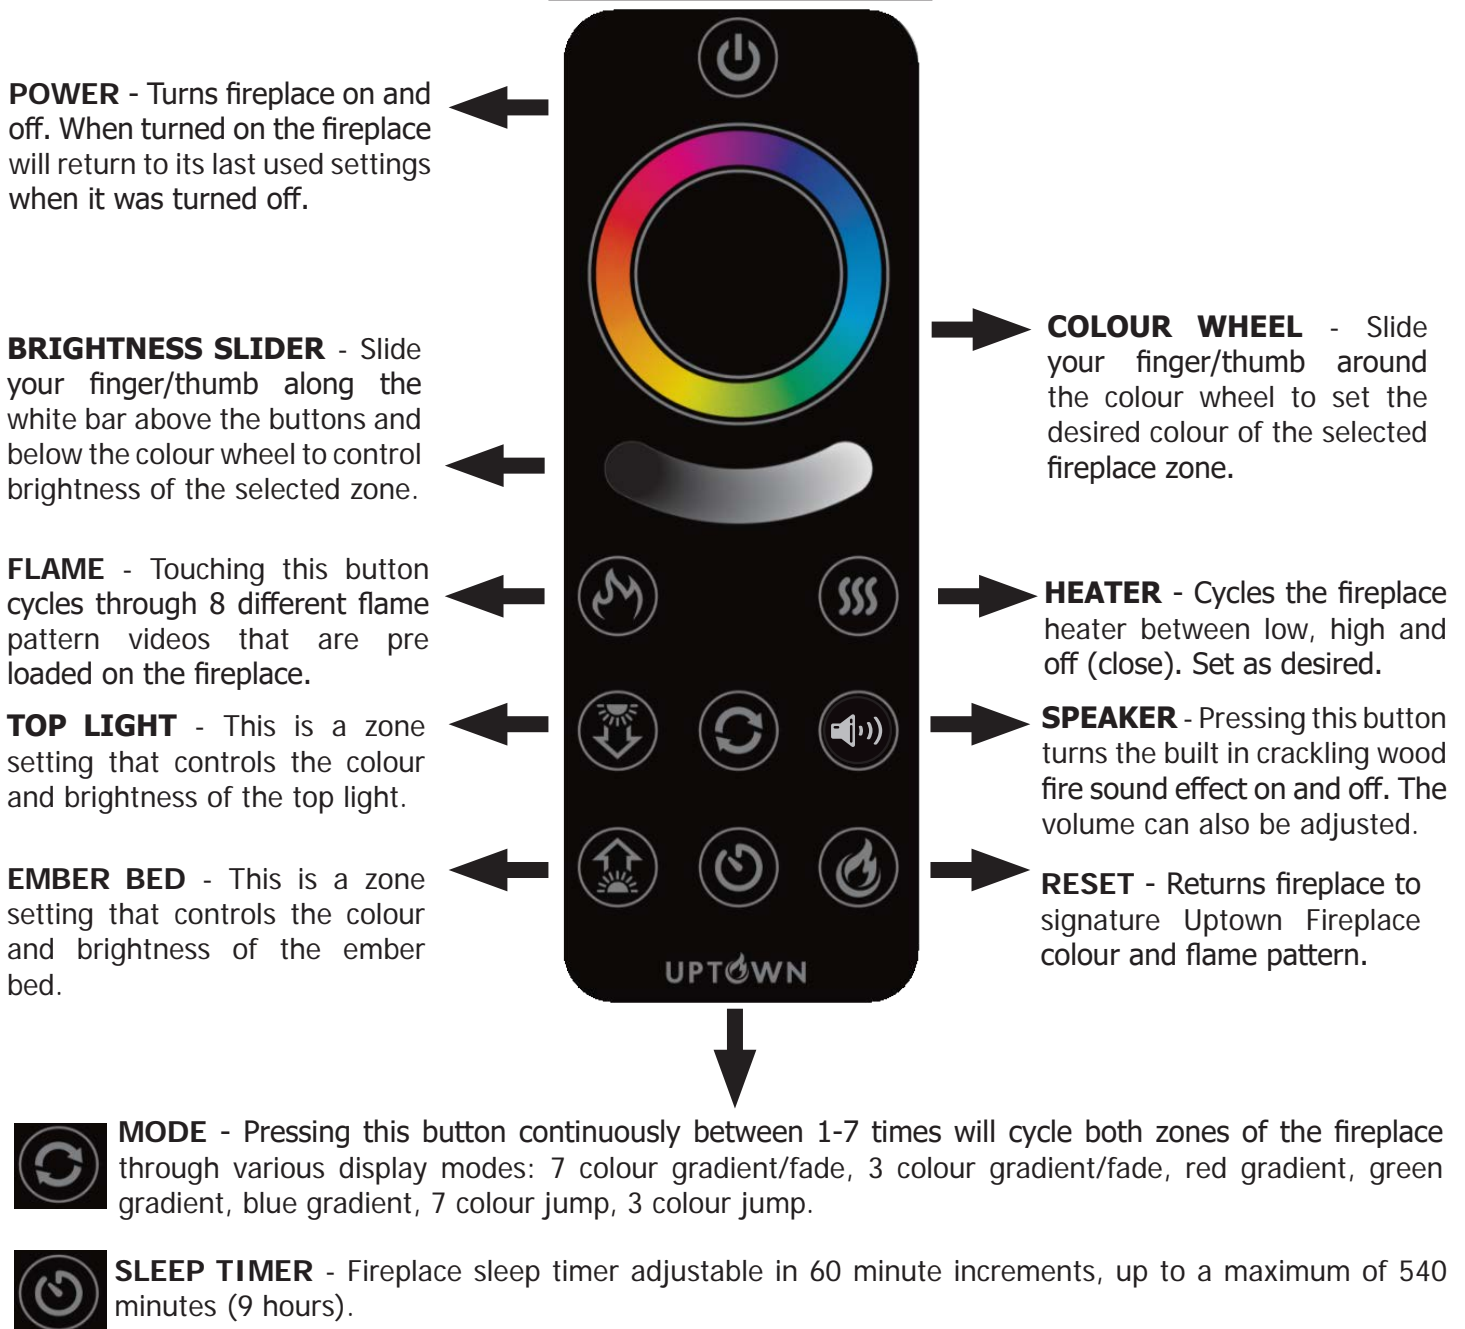 POWER - Turns fireplace on and
off. When turned on the fireplace
will return to its last used settings
when it was turned off.
BRIGHTNESS SLIDER - Slide
your finger/thumb along the
white bar above the buttons and
below the colour wheel to control
brightness of the selected zone.
COLOUR WHEEL - Slide
your finger/thumb around
the colour wheel to set the
desired colour of the selected
fireplace zone.
FLAME - Touching this button
cycles through 8 different flame
pattern videos that are pre
loaded on the fireplace.
HEATER - Cycles the fireplace
heater between low, high and
off (close). Set as desired.
TOP LIGHT - This is a zone
setting that controls the colour
and brightness of the top light.
SPEAKER - Pressing this button
turns the built in crackling wood
fire sound effect on and off. The
volume can also be adjusted.
EMBER BED - This is a zone
setting that controls the colour
and brightness of the ember
bed.
RESET - Returns fireplace to
signature Uptown Fireplace
colour and flame pattern.
UPTOWN
MODE - Pressing this button continuously between 1-7 times will cycle both zones of the fireplace
through various display modes: 7 colour gradient/fade, 3 colour gradient/fade, red gradient, green
gradient, blue gradient, 7 colour jump, 3 colour jump.
SLEEP TIMER - Fireplace sleep timer adjustable in 60 minute increments, up to a maximum of 540
minutes (9 hours).